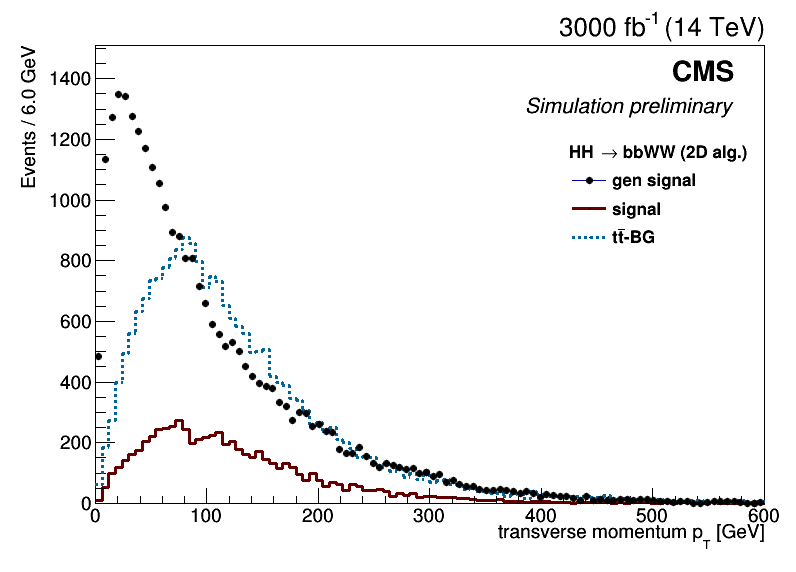 3000 fb⁻¹ (14 TeV)
Events / 6.0 GeV
1400
1200
1000
800
600
400
200
0
CMS
Simulation preliminary
HH → bbWW (2D alg.)
gen signal
signal
tt̄-BG
0 100 200 300 400 500 600
transverse momentum p_T [GeV]